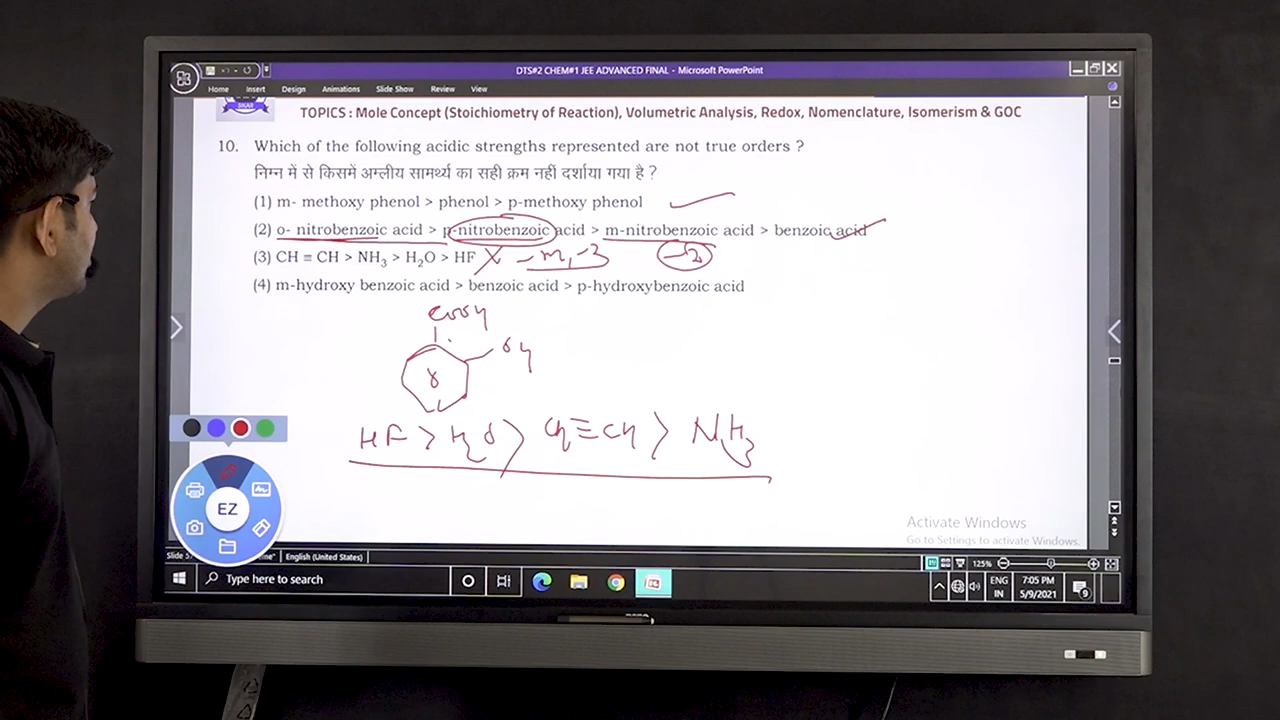 DTS#2 CHEM#1 JEE ADVANCED FINAL - Microsoft PowerPoint
Home Insert Design Animations Slide Show Review View
SIKAR
TOPICS : Mole Concept (Stoichiometry of Reaction), Volumetric Analysis, Redox, Nomenclature, Isomerism & GOC
10. Which of the following acidic strengths represented are not true orders ?
निम्न में से किसमें अम्लीय सामर्थ्य का सही क्रम नहीं दर्शाया गया है ?
(1) m- methoxy phenol > phenol > p-methoxy phenol
(2) o- nitrobenzoic acid > p-nitrobenzoic acid > m-nitrobenzoic acid > benzoic acid
(3) CH ≡ CH > NH₃ > H₂O > HF
(4) m-hydroxy benzoic acid > benzoic acid > p-hydroxybenzoic acid
COOH
OH
HF > H₂O > CH≡CH > NH₃
EZ
Activate Windows
Go to Settings to activate Windows.
English (United States) 125%
Type here to search
ENG
IN
7:05 PM
5/9/2021
9